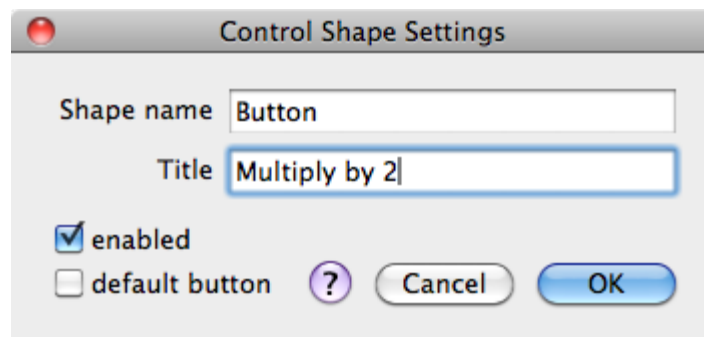 Control Shape Settings
Shape name Button
Title Multiply by 2
enabled
default button ? Cancel OK